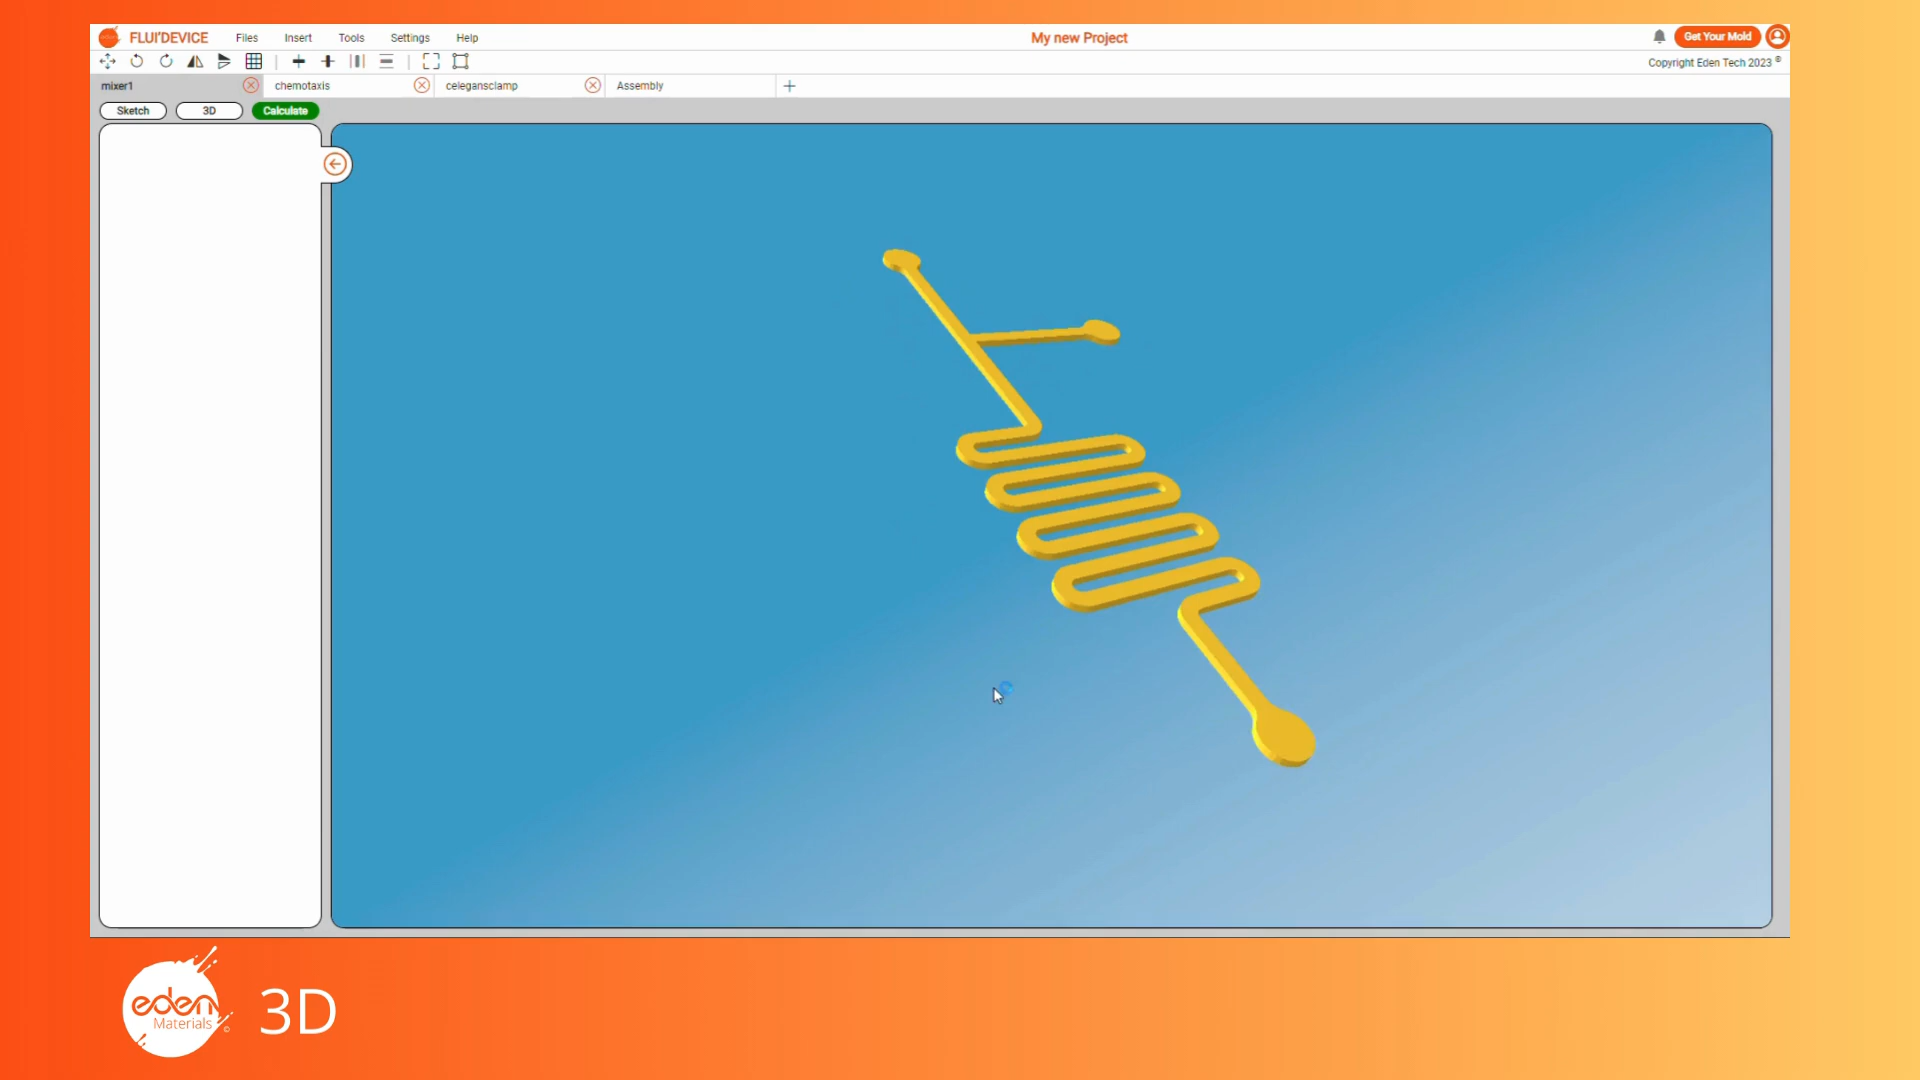 FLUI'DEVICE Files Insert Tools Settings Help My new Project Get Your Mold
Copyright Eden Tech 2023 ©
mixer1 chemotaxis celegansclamp Assembly
Sketch 3D Calculate
eden
Materials ©
3D